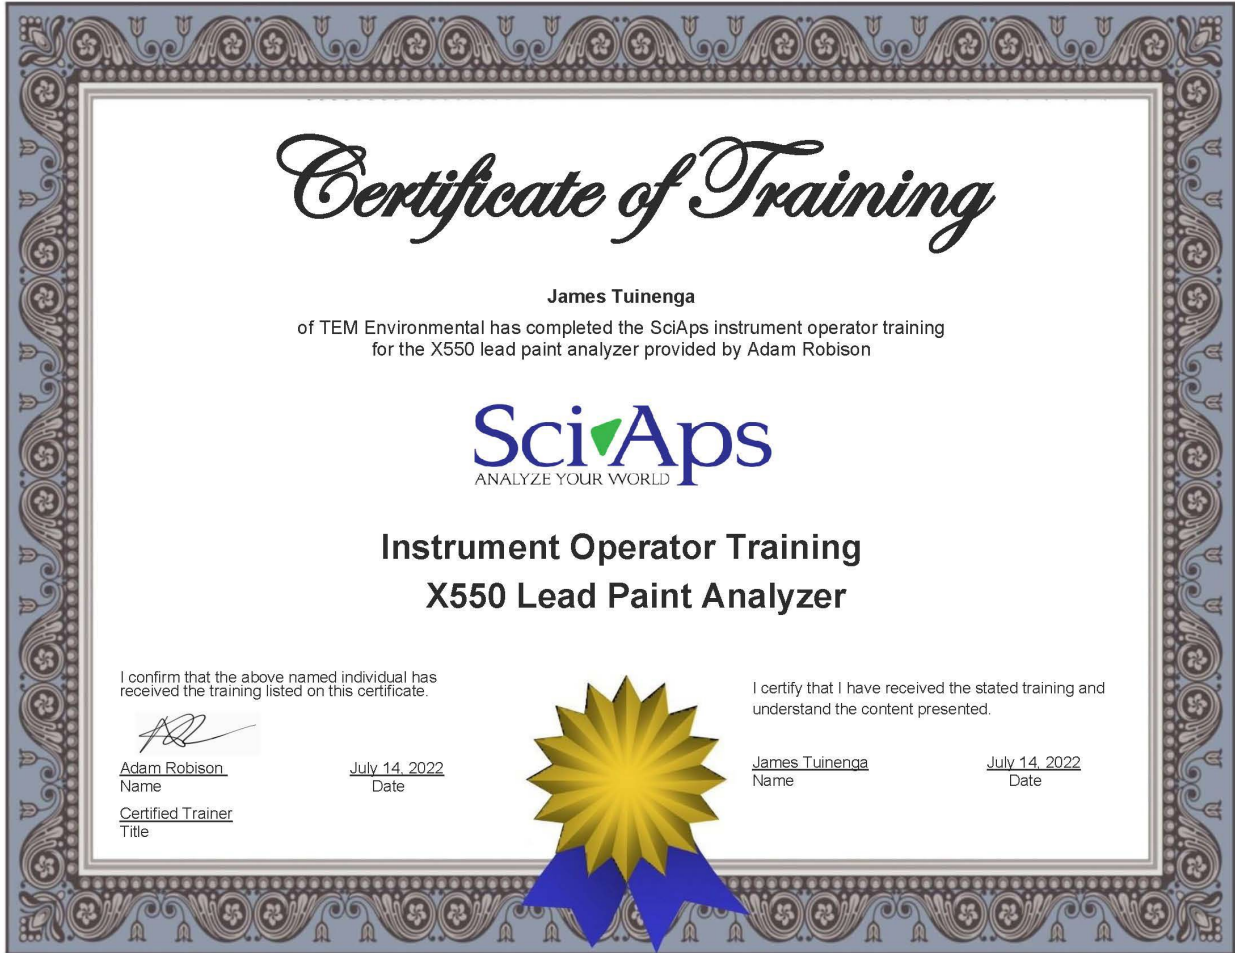 Certificate of Training
James Tuinenga
of TEM Environmental has completed the SciAps instrument operator training
for the X550 lead paint analyzer provided by Adam Robison
SciAps
ANALYZE YOUR WORLD
Instrument Operator Training
X550 Lead Paint Analyzer
I confirm that the above named individual has
received the training listed on this certificate.
Adam Robison
Name
July 14, 2022
Date
Certified Trainer
Title
I certify that I have received the stated training and
understand the content presented.
James Tuinenga
Name
July 14, 2022
Date